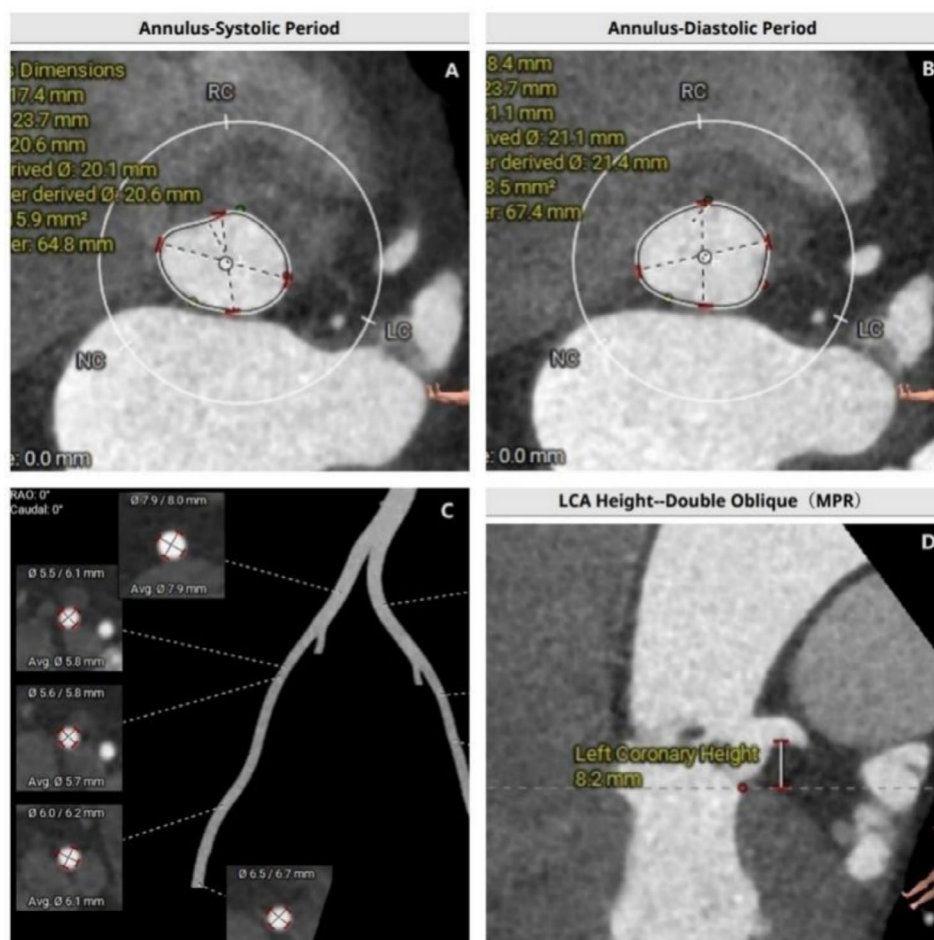 Annulus-Systolic Period
s Dimensions
17.4 mm
23.7 mm
20.6 mm
rived Ø: 20.1 mm
er derived Ø: 20.6 mm
15.9 mm²
er: 64.8 mm
A
RC
LC
NC
e: 0.0 mm
Annulus-Diastolic Period
8.4 mm
23.7 mm
21.1 mm
rived Ø: 21.1 mm
er derived Ø: 21.4 mm
8.5 mm²
er: 67.4 mm
B
RC
LC
NC
e: 0.0 mm
RAO: 0°
Caudal: 0°
C
Ø 7.9 / 8.0 mm
Avg. Ø 7.9 mm
Ø 5.5 / 6.1 mm
Avg. Ø 5.8 mm
Ø 5.6 / 5.8 mm
Avg. Ø 5.7 mm
Ø 6.0 / 6.2 mm
Avg. Ø 6.1 mm
Ø 6.5 / 6.7 mm
LCA Height--Double Oblique（MPR）
D
Left Coronary Height
8.2 mm